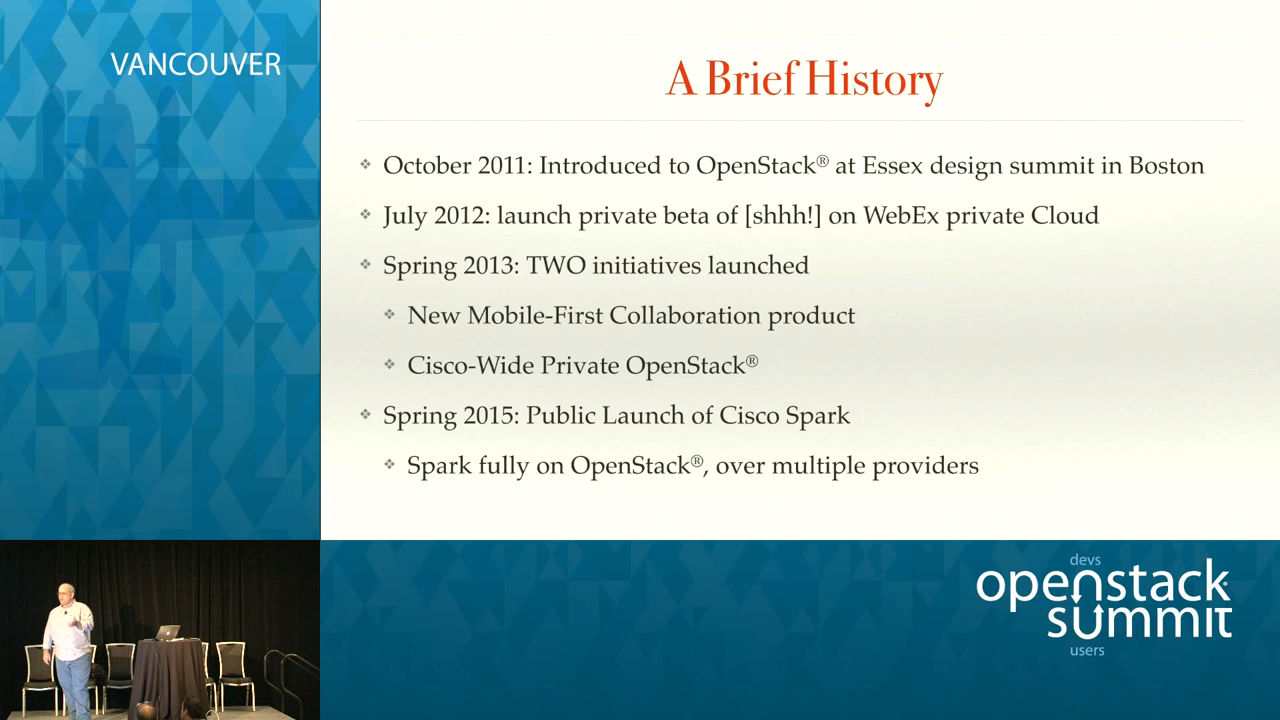 VANCOUVER
A Brief History
❖ October 2011: Introduced to OpenStack® at Essex design summit in Boston
❖ July 2012: launch private beta of [shhh!] on WebEx private Cloud
❖ Spring 2013: TWO initiatives launched
❖ New Mobile-First Collaboration product
❖ Cisco-Wide Private OpenStack®
❖ Spring 2015: Public Launch of Cisco Spark
❖ Spark fully on OpenStack®, over multiple providers
devs
openstack
summit
users